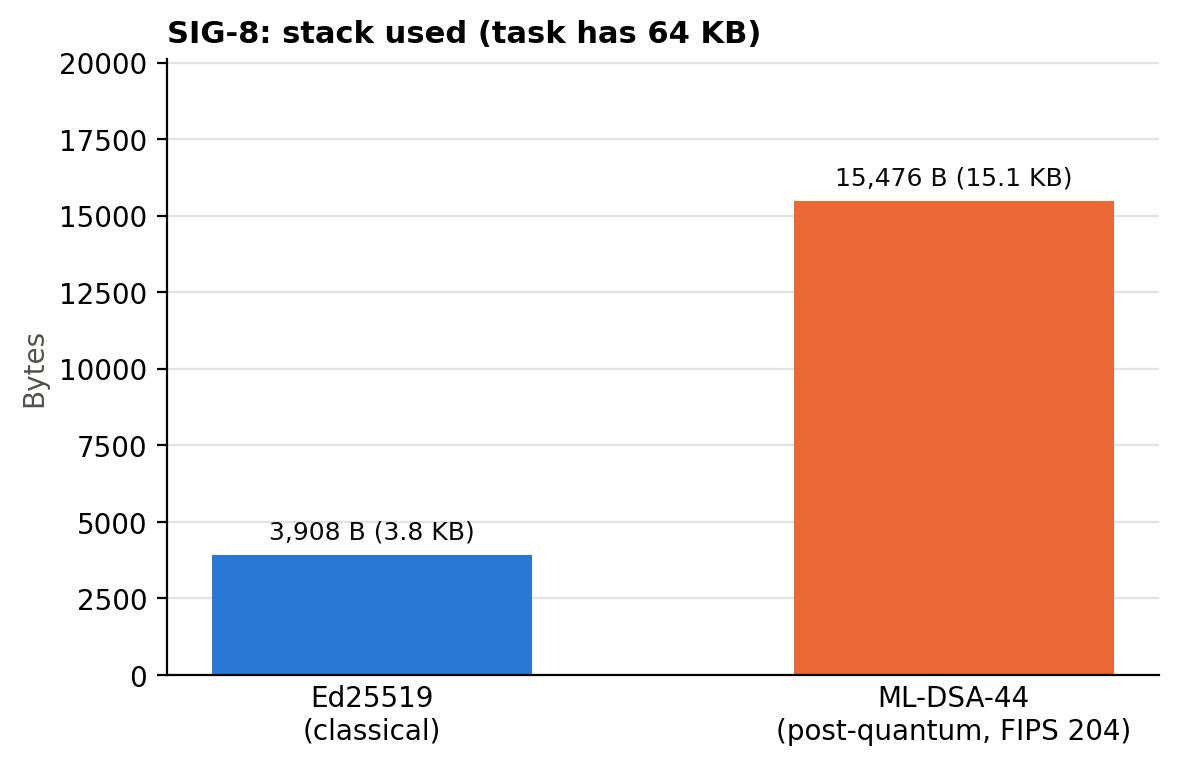 SIG-8: stack used (task has 64 KB)
20000
17500
15,476 B (15.1 KB)
15000
12500
10000
Bytes
7500
5000
3,908 B (3.8 KB)
2500
0
Ed25519
(classical)
ML-DSA-44
(post-quantum, FIPS 204)